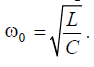 ω₀ = √(L/C) .